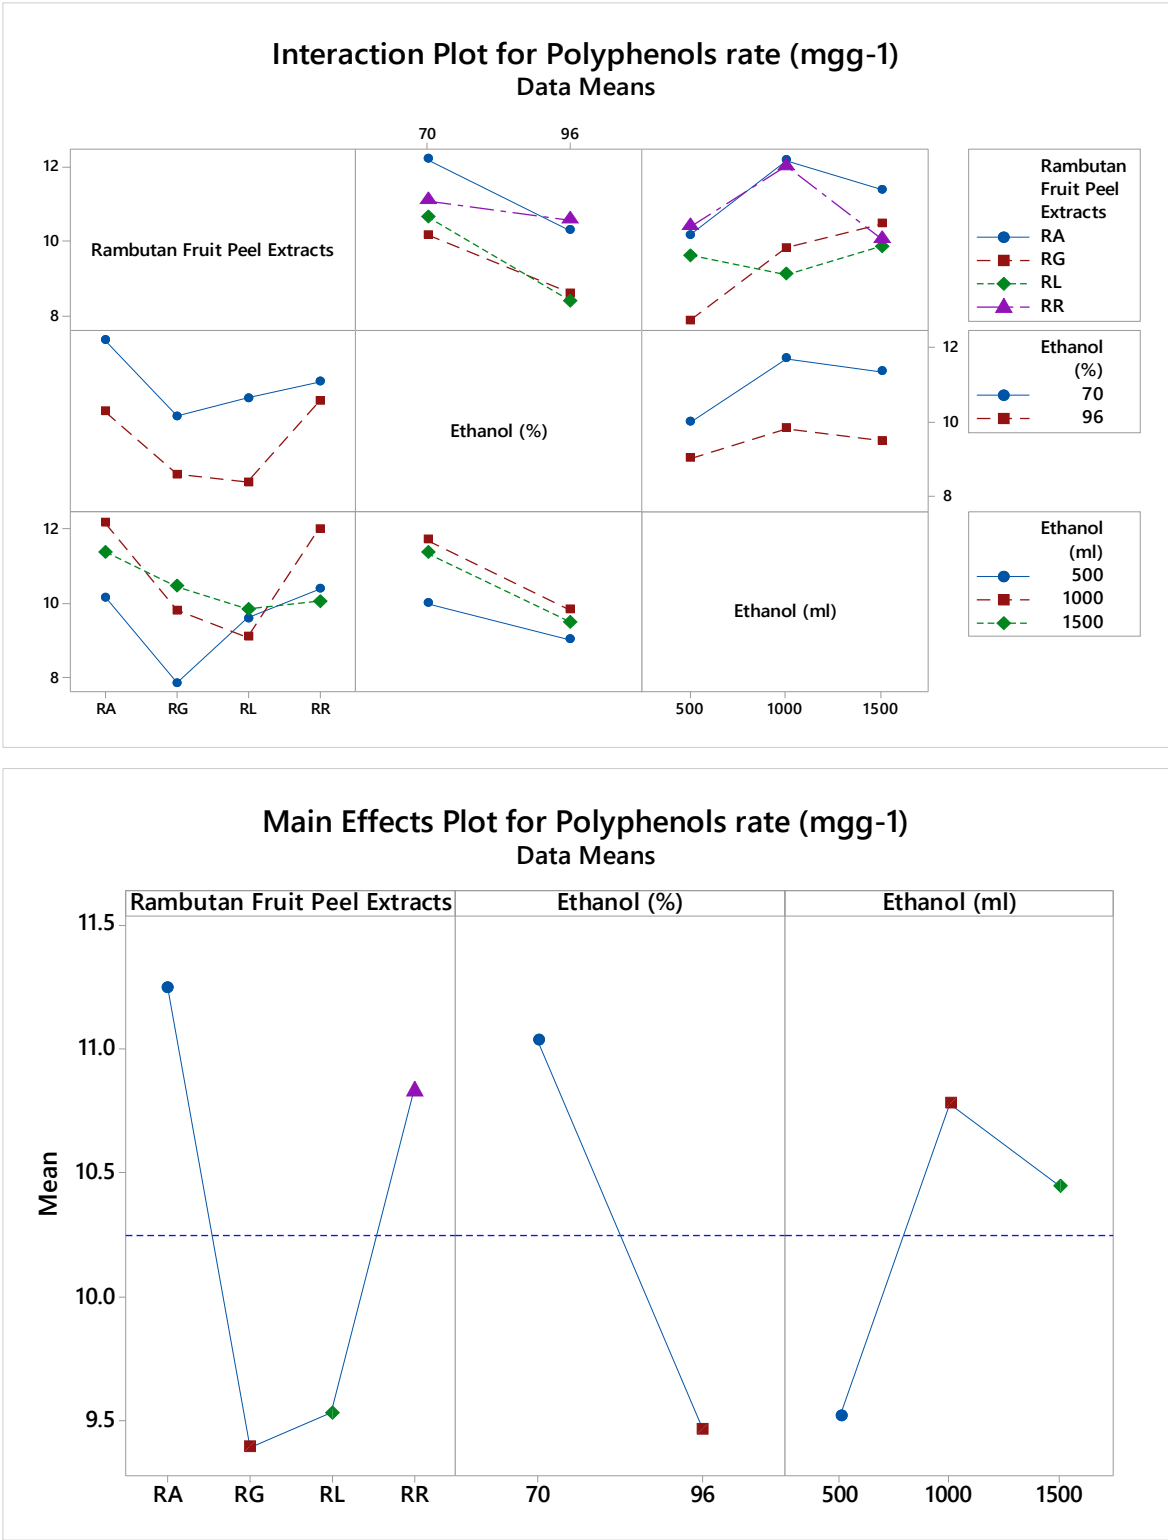 Interaction Plot for Polyphenols rate (mgg-1)
Data Means
70
96
12
10
8
Rambutan Fruit Peel Extracts
Rambutan
Fruit Peel
Extracts
RA
RG
RL
RR
Ethanol (%)
12
10
8
Ethanol
(%)
70
96
12
10
8
Ethanol (ml)
Ethanol
(ml)
500
1000
1500
RA
RG
RL
RR
500
1000
1500
Main Effects Plot for Polyphenols rate (mgg-1)
Data Means
Rambutan Fruit Peel Extracts
Ethanol (%)
Ethanol (ml)
11.5
11.0
10.5
10.0
9.5
Mean
RA
RG
RL
RR
70
96
500
1000
1500